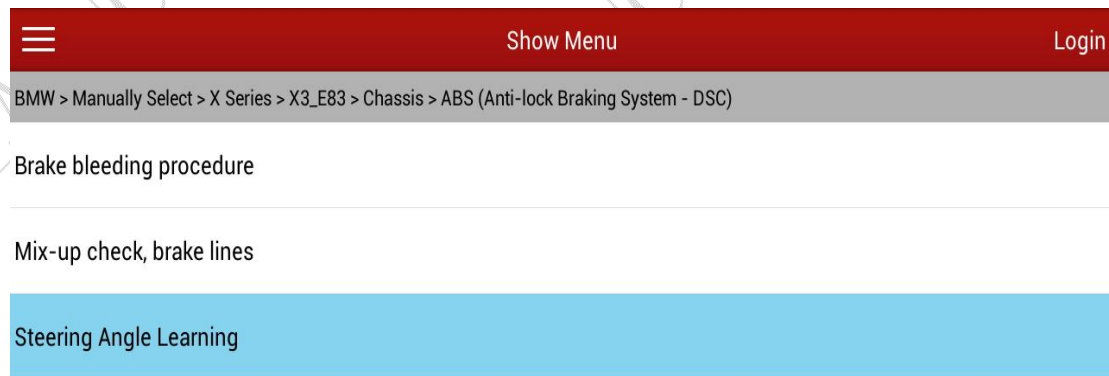 Show Menu Login
BMW > Manually Select > X Series > X3_E83 > Chassis > ABS (Anti-lock Braking System - DSC)
Brake bleeding procedure
Mix-up check, brake lines
Steering Angle Learning